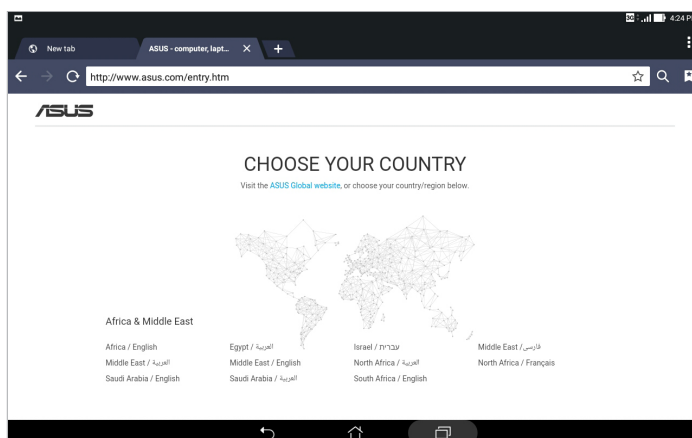 3G 4:24 P
New tab
ASUS - computer, lapt...
http://www.asus.com/entry.htm
ASUS
CHOOSE YOUR COUNTRY
Visit the ASUS Global website, or choose your country/region below.
Africa & Middle East
Africa / English
Egypt / العربية
Israel / עברית
Middle East / فارسی
Middle East / العربية
Middle East / English
North Africa / العربية
North Africa / Français
Saudi Arabia / English
Saudi Arabia / العربية
South Africa / English